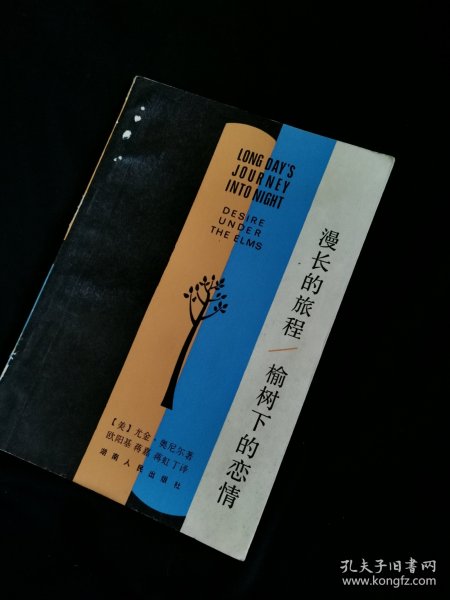 LONG DAY'S
JOURNEY
INTO NIGHT
DESIRE
UNDER
THE ELMS
漫长的旅程/榆树下的恋情
【美】尤金·奥尼尔著
欧阳基 蒋嘉 蒋虹丁译
湖南人民出版社
孔夫子旧书网
www.kongfz.com